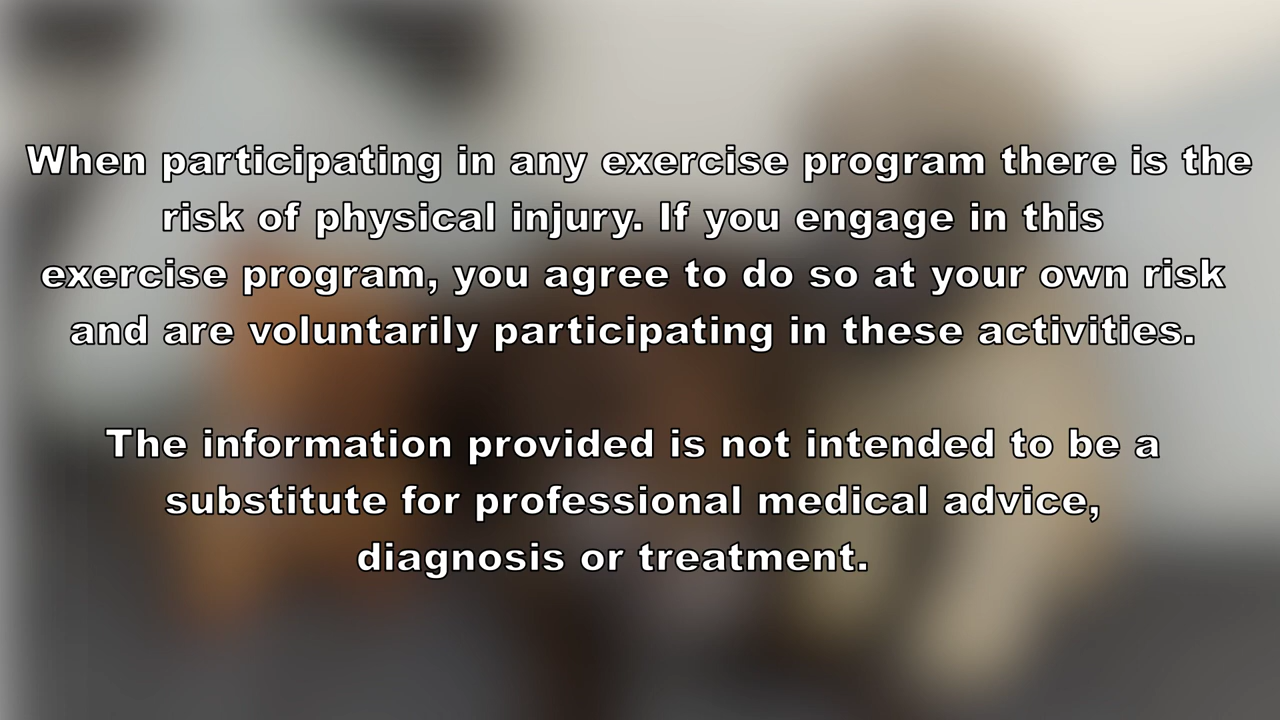 When participating in any exercise program there is the
risk of physical injury. If you engage in this
exercise program, you agree to do so at your own risk
and are voluntarily participating in these activities.
The information provided is not intended to be a
substitute for professional medical advice,
diagnosis or treatment.